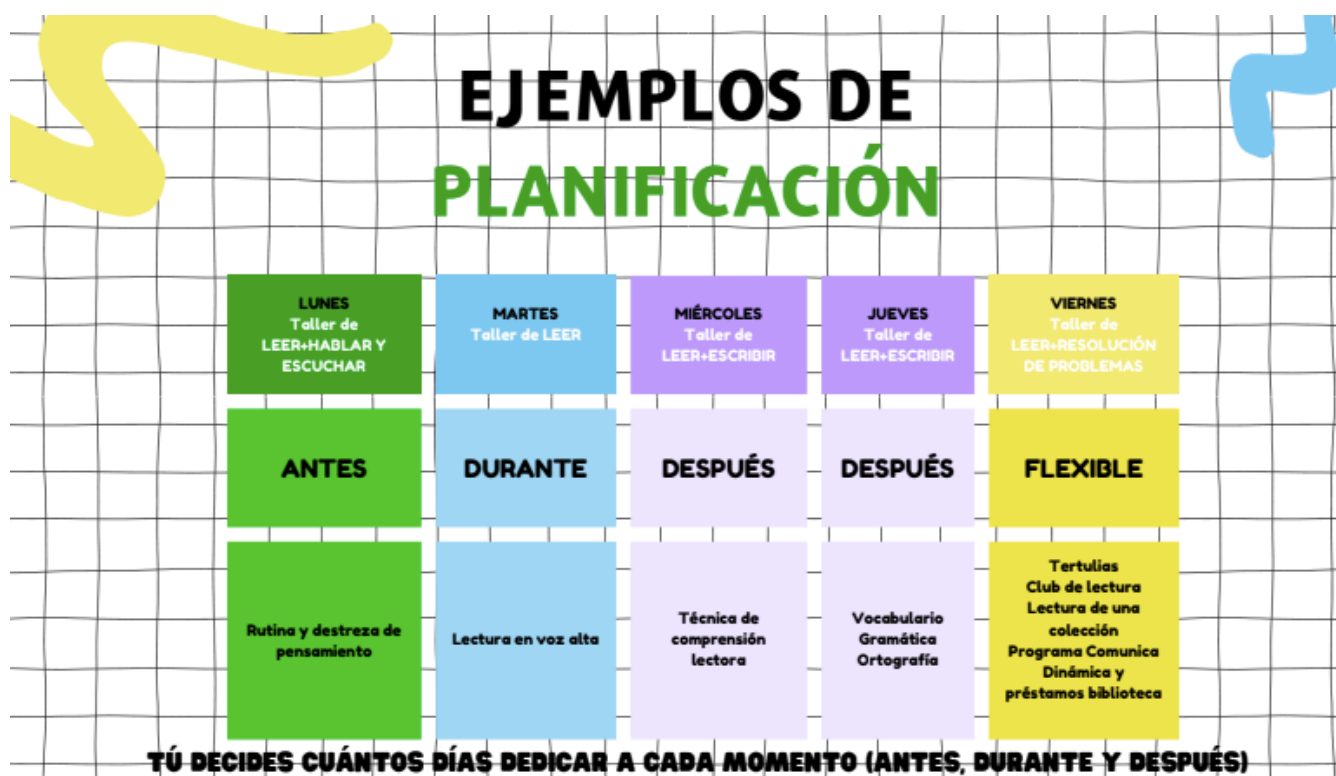 EJEMPLOS DE
PLANIFICACIÓN
LUNES
Taller de
LEER+HABLAR Y
ESCUCHAR
MARTES
Taller de LEER
MIÉRCOLES
Taller de
LEER+ESCRIBIR
JUEVES
Taller de
LEER+ESCRIBIR
VIERNES
Taller de
LEER+RESOLUCIÓN
DE PROBLEMAS
ANTES
DURANTE
DESPUÉS
DESPUÉS
FLEXIBLE
Rutina y destreza de
pensamiento
Lectura en voz alta
Técnica de
comprensión
lectora
Vocabulario
Gramática
Ortografía
Tertulias
Club de lectura
Lectura de una
colección
Programa Comunica
Dinámica y
préstamos biblioteca
TÚ DECIDES CUÁNTOS DÍAS DEDICAR A CADA MOMENTO (ANTES, DURANTE Y DESPUÉS)